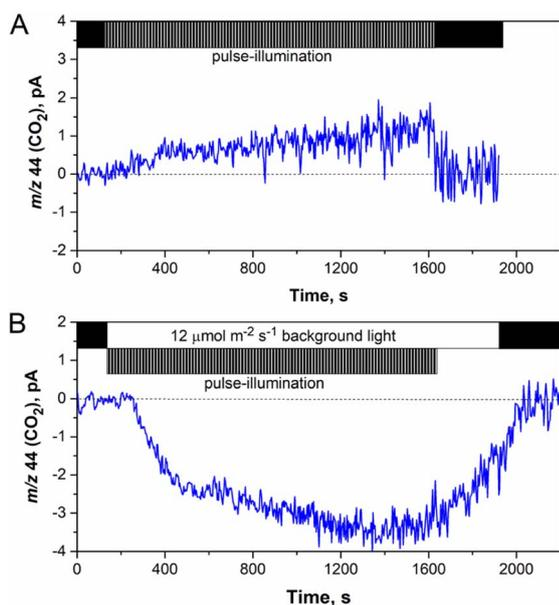 A
4
3
2
1
0
-1
-2
m/z 44 (CO₂), pA
pulse-illumination
0 400 800 1200 1600 2000
Time, s
B
2
1
0
-1
-2
-3
-4
m/z 44 (CO₂), pA
12 μmol m⁻² s⁻¹ background light
pulse-illumination
0 400 800 1200 1600 2000
Time, s